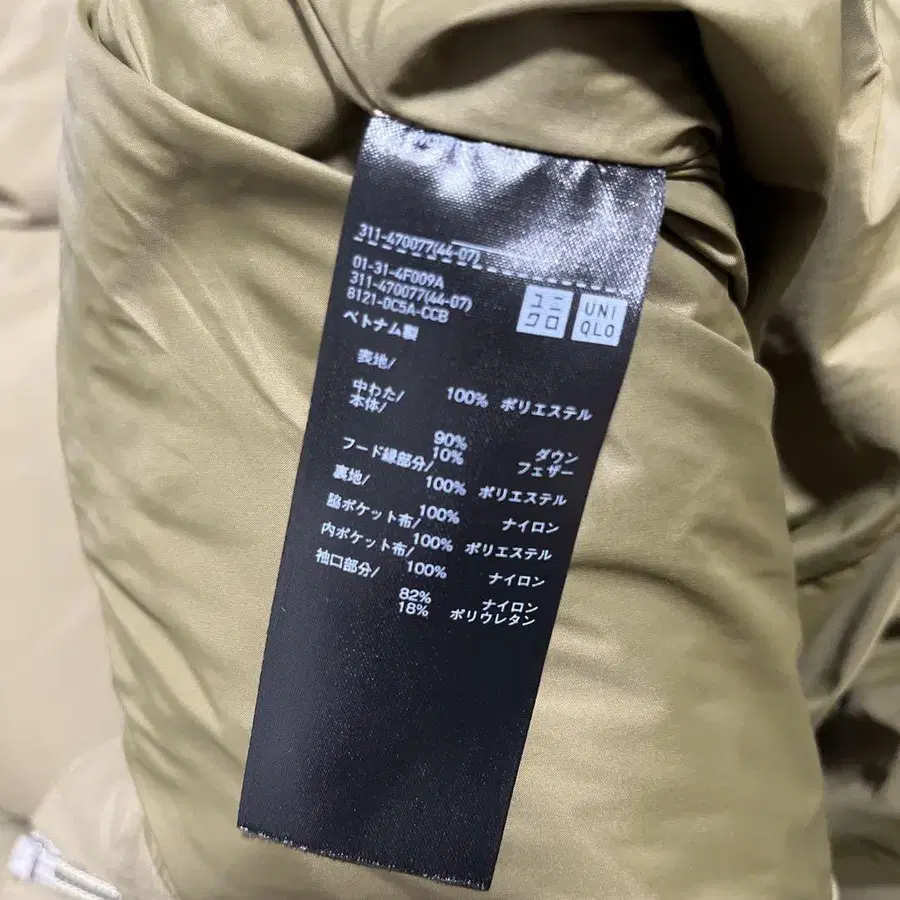 311-470077(44-07)
01-31-4F009A
311-470077(44-07)
8121-0C5A-CCB
ユニクロ
UNIQLO
ベトナム製
表地/
100% ポリエステル
中わた/
本体/
90% ダウン
10% フェザー
フード縁部分/
100% ポリエステル
裏地/
100% ナイロン
脇ポケット布/
100% ポリエステル
内ポケット布/
100% ナイロン
袖口部分/
82% ナイロン
18% ポリウレタン